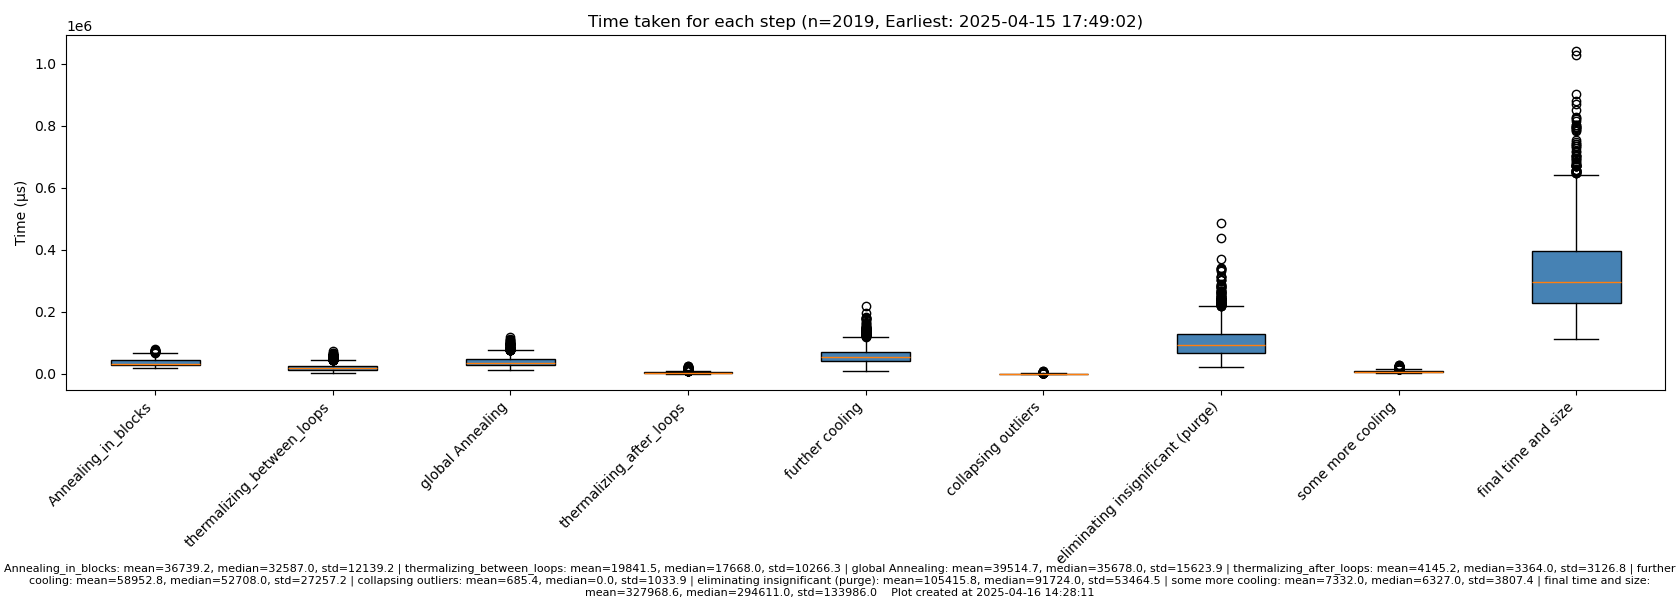 Time taken for each step (n=2019, Earliest: 2025-04-15 17:49:02)
1e6
1.0
0.8
0.6
0.4
0.2
0.0
Time (µs)
Annealing_in_blocks
thermalizing_between_loops
global Annealing
thermalizing_after_loops
further cooling
collapsing outliers
eliminating insignificant (purge)
some more cooling
final time and size
Annealing_in_blocks: mean=36739.2, median=32587.0, std=12139.2 | thermalizing_between_loops: mean=19841.5, median=17668.0, std=10266.3 | global Annealing: mean=39514.7, median=35678.0, std=15623.9 | thermalizing_after_loops: mean=4145.2, median=3364.0, std=3126.8 | further
cooling: mean=58952.8, median=52708.0, std=27257.2 | collapsing outliers: mean=685.4, median=0.0, std=1033.9 | eliminating insignificant (purge): mean=105415.8, median=91724.0, std=53464.5 | some more cooling: mean=7332.0, median=6327.0, std=3807.4 | final time and size:
mean=327968.6, median=294611.0, std=133986.0    Plot created at 2025-04-16 14:28:11